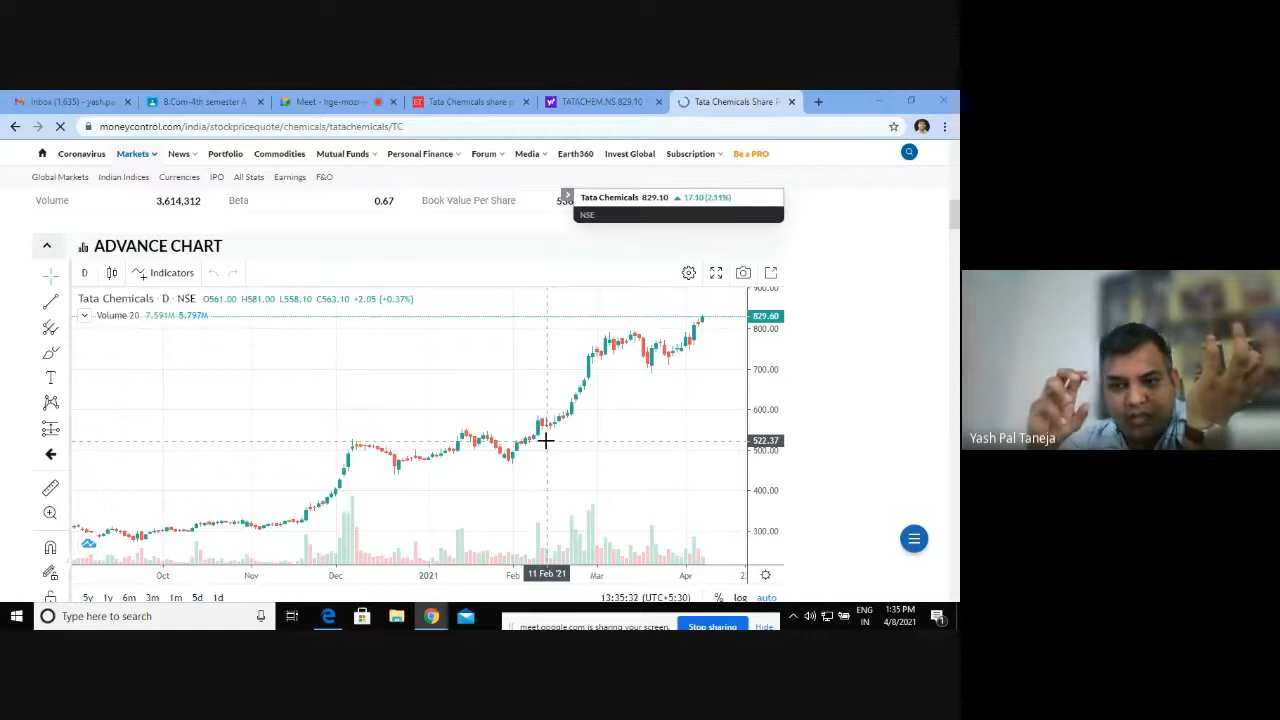 Inbox (1,635) - yash.pa
B.Com-4th semester A
Meet - hge-mozr-
Tata Chemicals share p
TATACHEM.NS 829.10
Tata Chemicals Share P
moneycontrol.com/india/stockpricequote/chemicals/tatachemicals/TC
Coronavirus Markets News Portfolio Commodities Mutual Funds Personal Finance Forum Media Earth360 Invest Global Subscription Be a PRO
Global Markets Indian Indices Currencies IPO All Stats Earnings F&O
Volume 3,614,312 Beta 0.67 Book Value Per Share
Tata Chemicals 829.10 17.10 (2.11%)
NSE
ADVANCE CHART
D Indicators
Tata Chemicals · D · NSE O561.00 H581.00 L558.10 C563.10 +2.05 (+0.37%)
Volume 20 7.591M 5.797M
900.00
829.60
800.00
700.00
600.00
522.37
500.00
400.00
300.00
Oct Nov Dec 2021 Feb 11 Feb '21 Mar Apr
5y 1y 6m 3m 1m 5d 1d 13:35:32 (UTC+5:30) % log auto
Type here to search
meet.google.com is sharing your screen. Stop sharing Hide
ENG
IN
1:35 PM
4/8/2021
Yash Pal Taneja